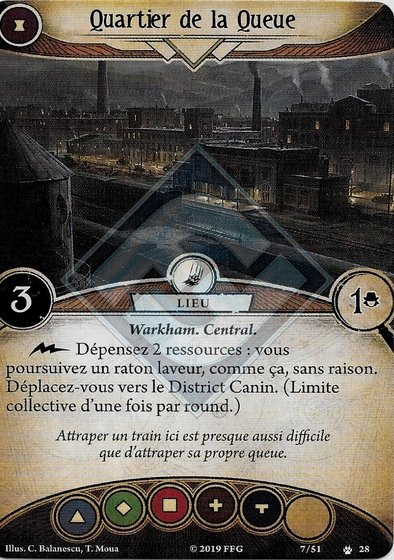 Quartier de la Queue
3
LIEU
1
Warkham. Central.
Dépensez 2 ressources : vous
poursuivez un raton laveur, comme ça, sans raison.
Déplacez-vous vers le District Canin. (Limite
collective d'une fois par round.)
Attraper un train ici est presque aussi difficile
que d'attraper sa propre queue.
Illus. C. Balanescu, T. Moua © 2019 FFG 7/51 28